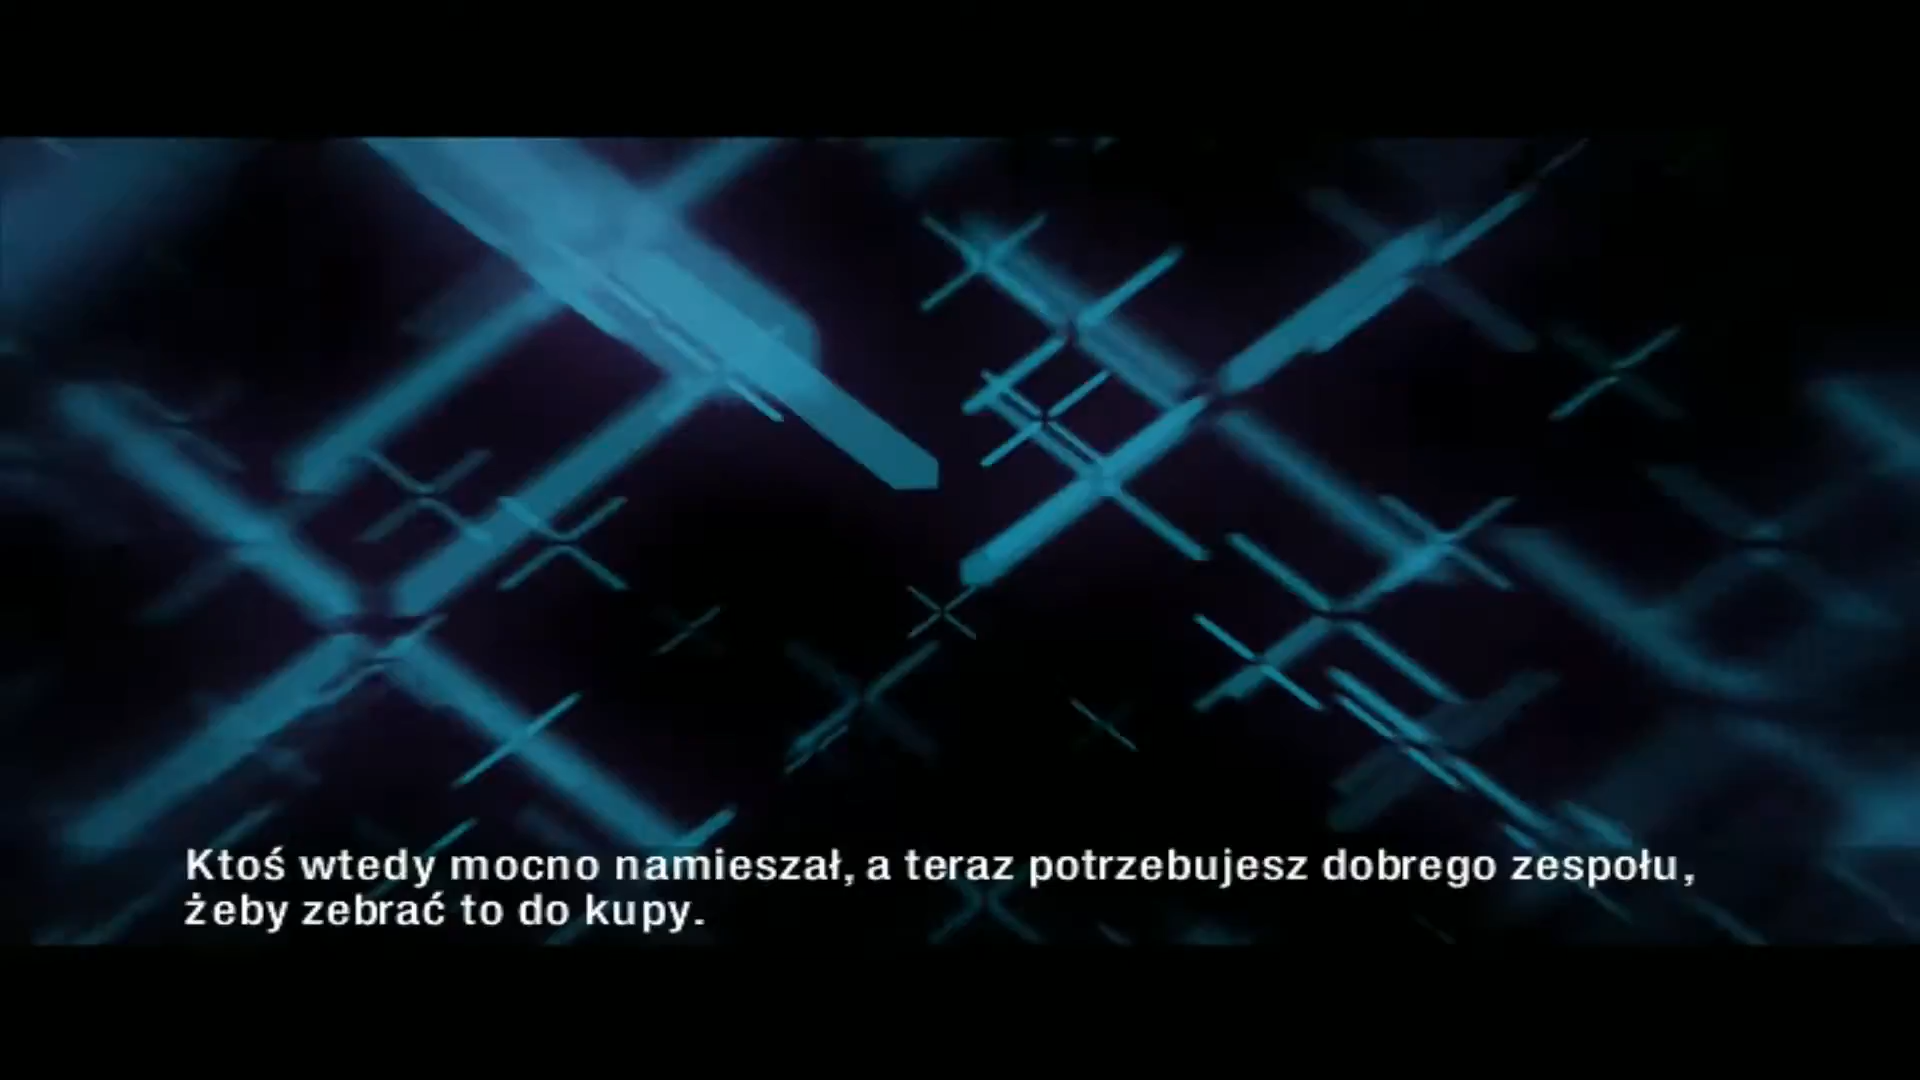 Ktoś wtedy mocno namieszał, a teraz potrzebujesz dobrego zespołu,
żeby zebrać to do kupy.